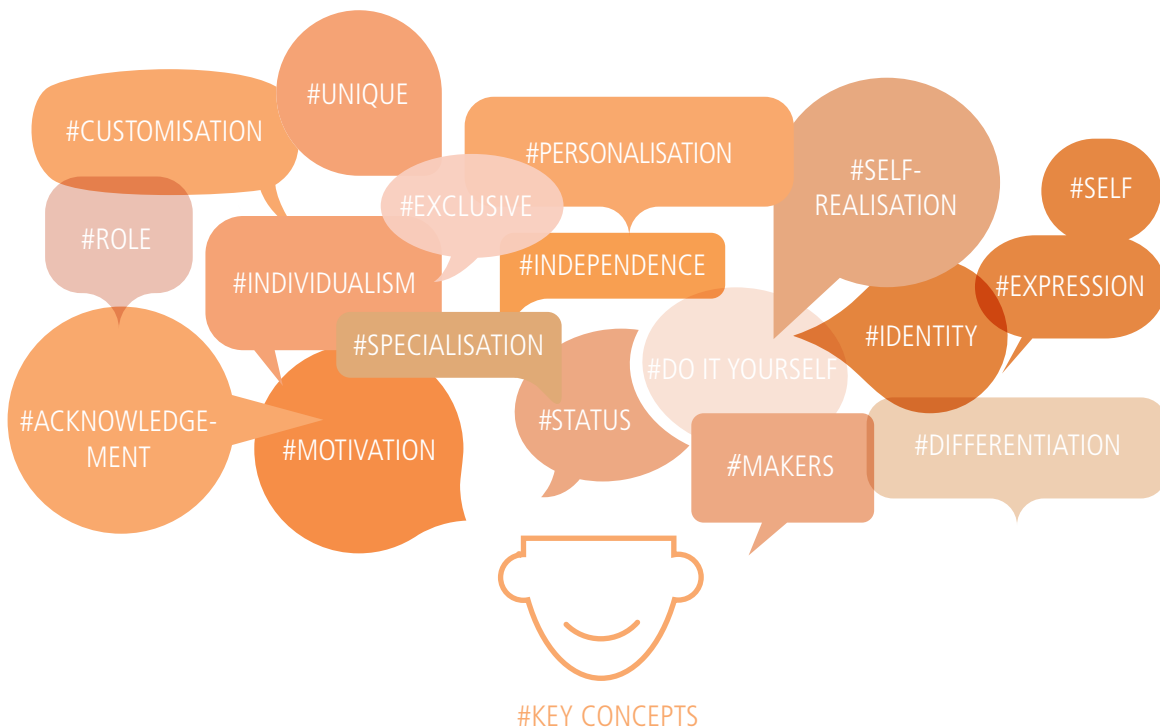 #UNIQUE
#CUSTOMISATION
#PERSONALISATION
#SELF-
REALISATION
#SELF
#EXCLUSIVE
#ROLE
#INDIVIDUALISM
#INDEPENDENCE
#EXPRESSION
#IDENTITY
#SPECIALISATION
#DO IT YOURSELF
#ACKNOWLEDGE-
MENT
#MOTIVATION
#STATUS
#MAKERS
#DIFFERENTIATION
#KEY CONCEPTS